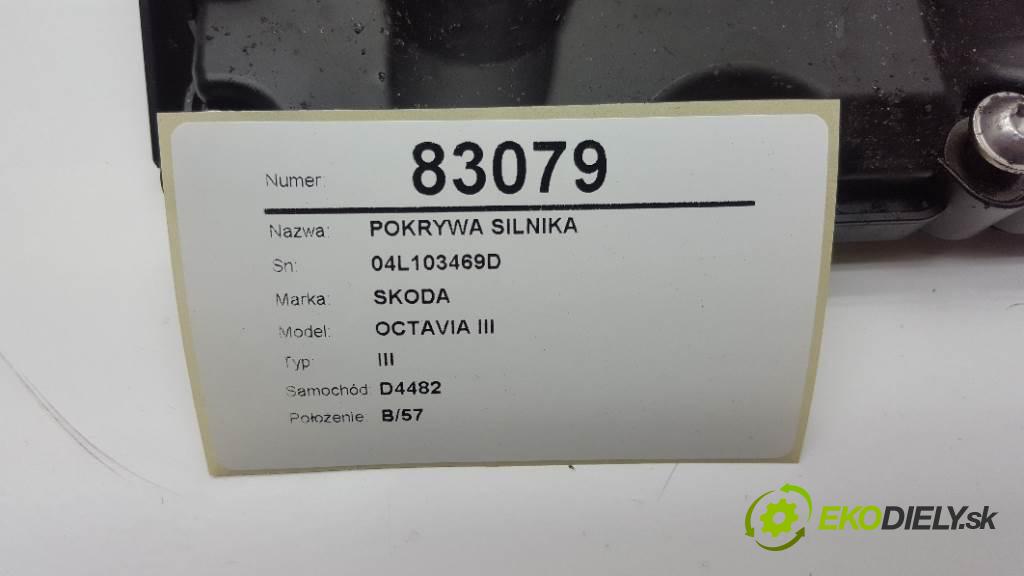 Numer: 83079
Nazwa: POKRYWA SILNIKA
Sn: 04L103469D
Marka: SKODA
Model: OCTAVIA III
Typ: III
Samochód: D4482
Położenie: B/57
EKODIELY.sk